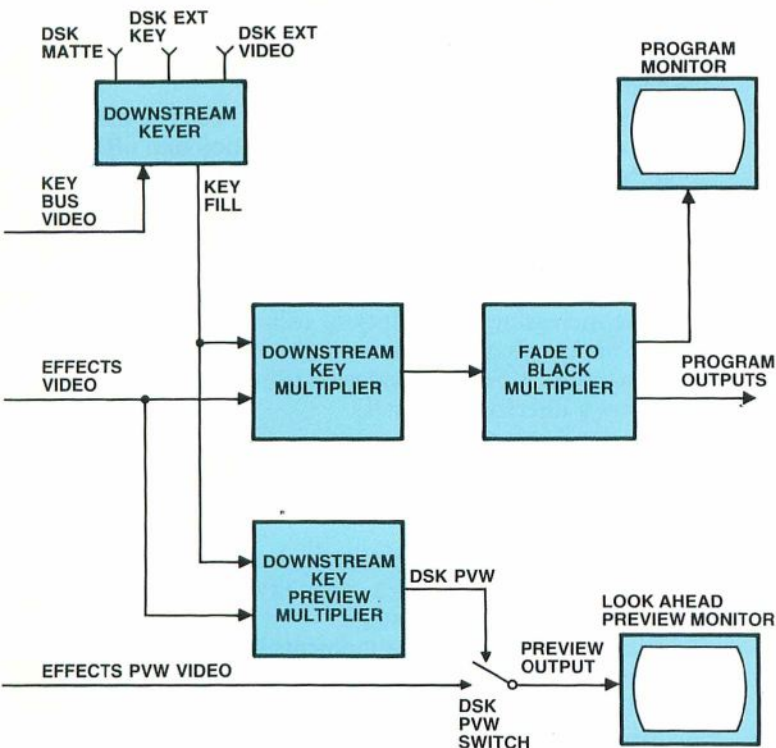 DSK
MATTE
DSK EXT
KEY
DSK EXT
VIDEO
PROGRAM
MONITOR
DOWNSTREAM
KEYER
KEY
BUS
VIDEO
KEY
FILL
EFFECTS
VIDEO
DOWNSTREAM
KEY
MULTIPLIER
FADE TO
BLACK
MULTIPLIER
PROGRAM
OUTPUTS
DOWNSTREAM
KEY
PREVIEW
MULTIPLIER
DSK PVW
LOOK AHEAD
PREVIEW MONITOR
EFFECTS PVW VIDEO
PREVIEW
OUTPUT
DSK
PVW
SWITCH